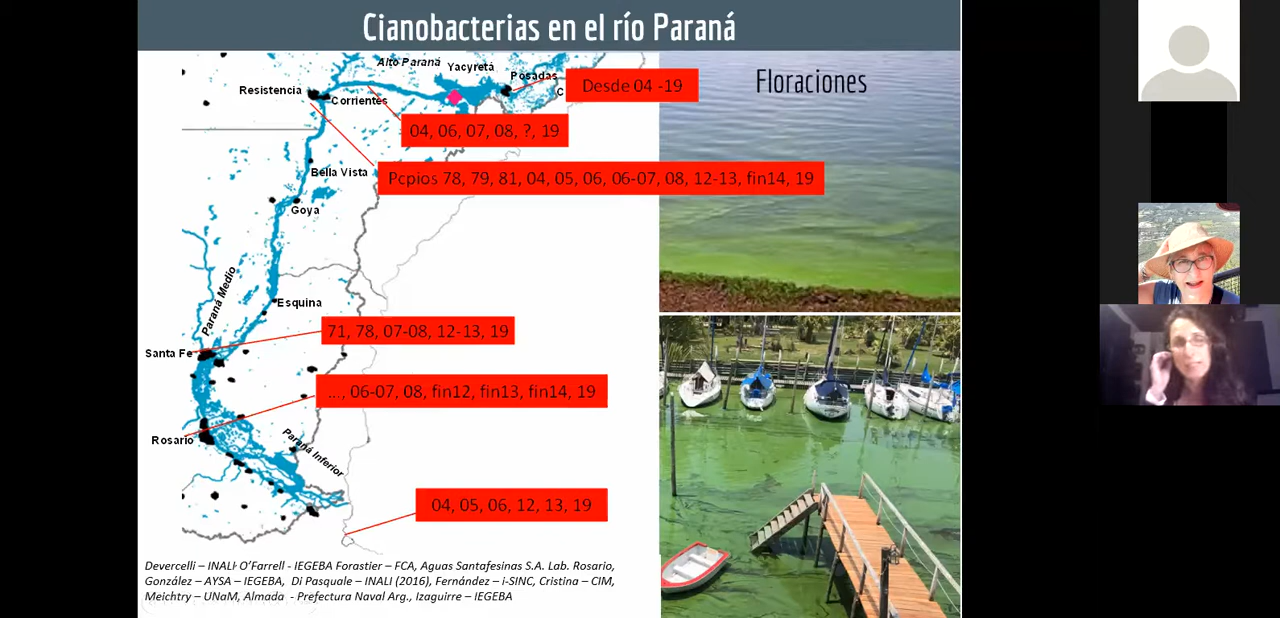 Cianobacterias en el río Paraná
Floraciones
Alto Paraná
Yacyretá
Posadas
C
Desde 04 -19
Resistencia
Corrientes
04, 06, 07, 08, ?, 19
Bella Vista
Pcpios 78, 79, 81, 04, 05, 06, 06-07, 08, 12-13, fin14, 19
Goya
Paraná Medio
Esquina
71, 78, 07-08, 12-13, 19
Santa Fe
..., 06-07, 08, fin12, fin13, fin14, 19
Rosario
Paraná Inferior
04, 05, 06, 12, 13, 19
Devercelli – INALI- O'Farrell - IEGEBA Forastier – FCA, Aguas Santafesinas S.A. Lab. Rosario,
González – AYSA – IEGEBA, Di Pasquale – INALI (2016), Fernández – i-SINC, Cristina – CIM,
Meichtry – UNaM, Almada - Prefectura Naval Arg., Izaguirre – IEGEBA